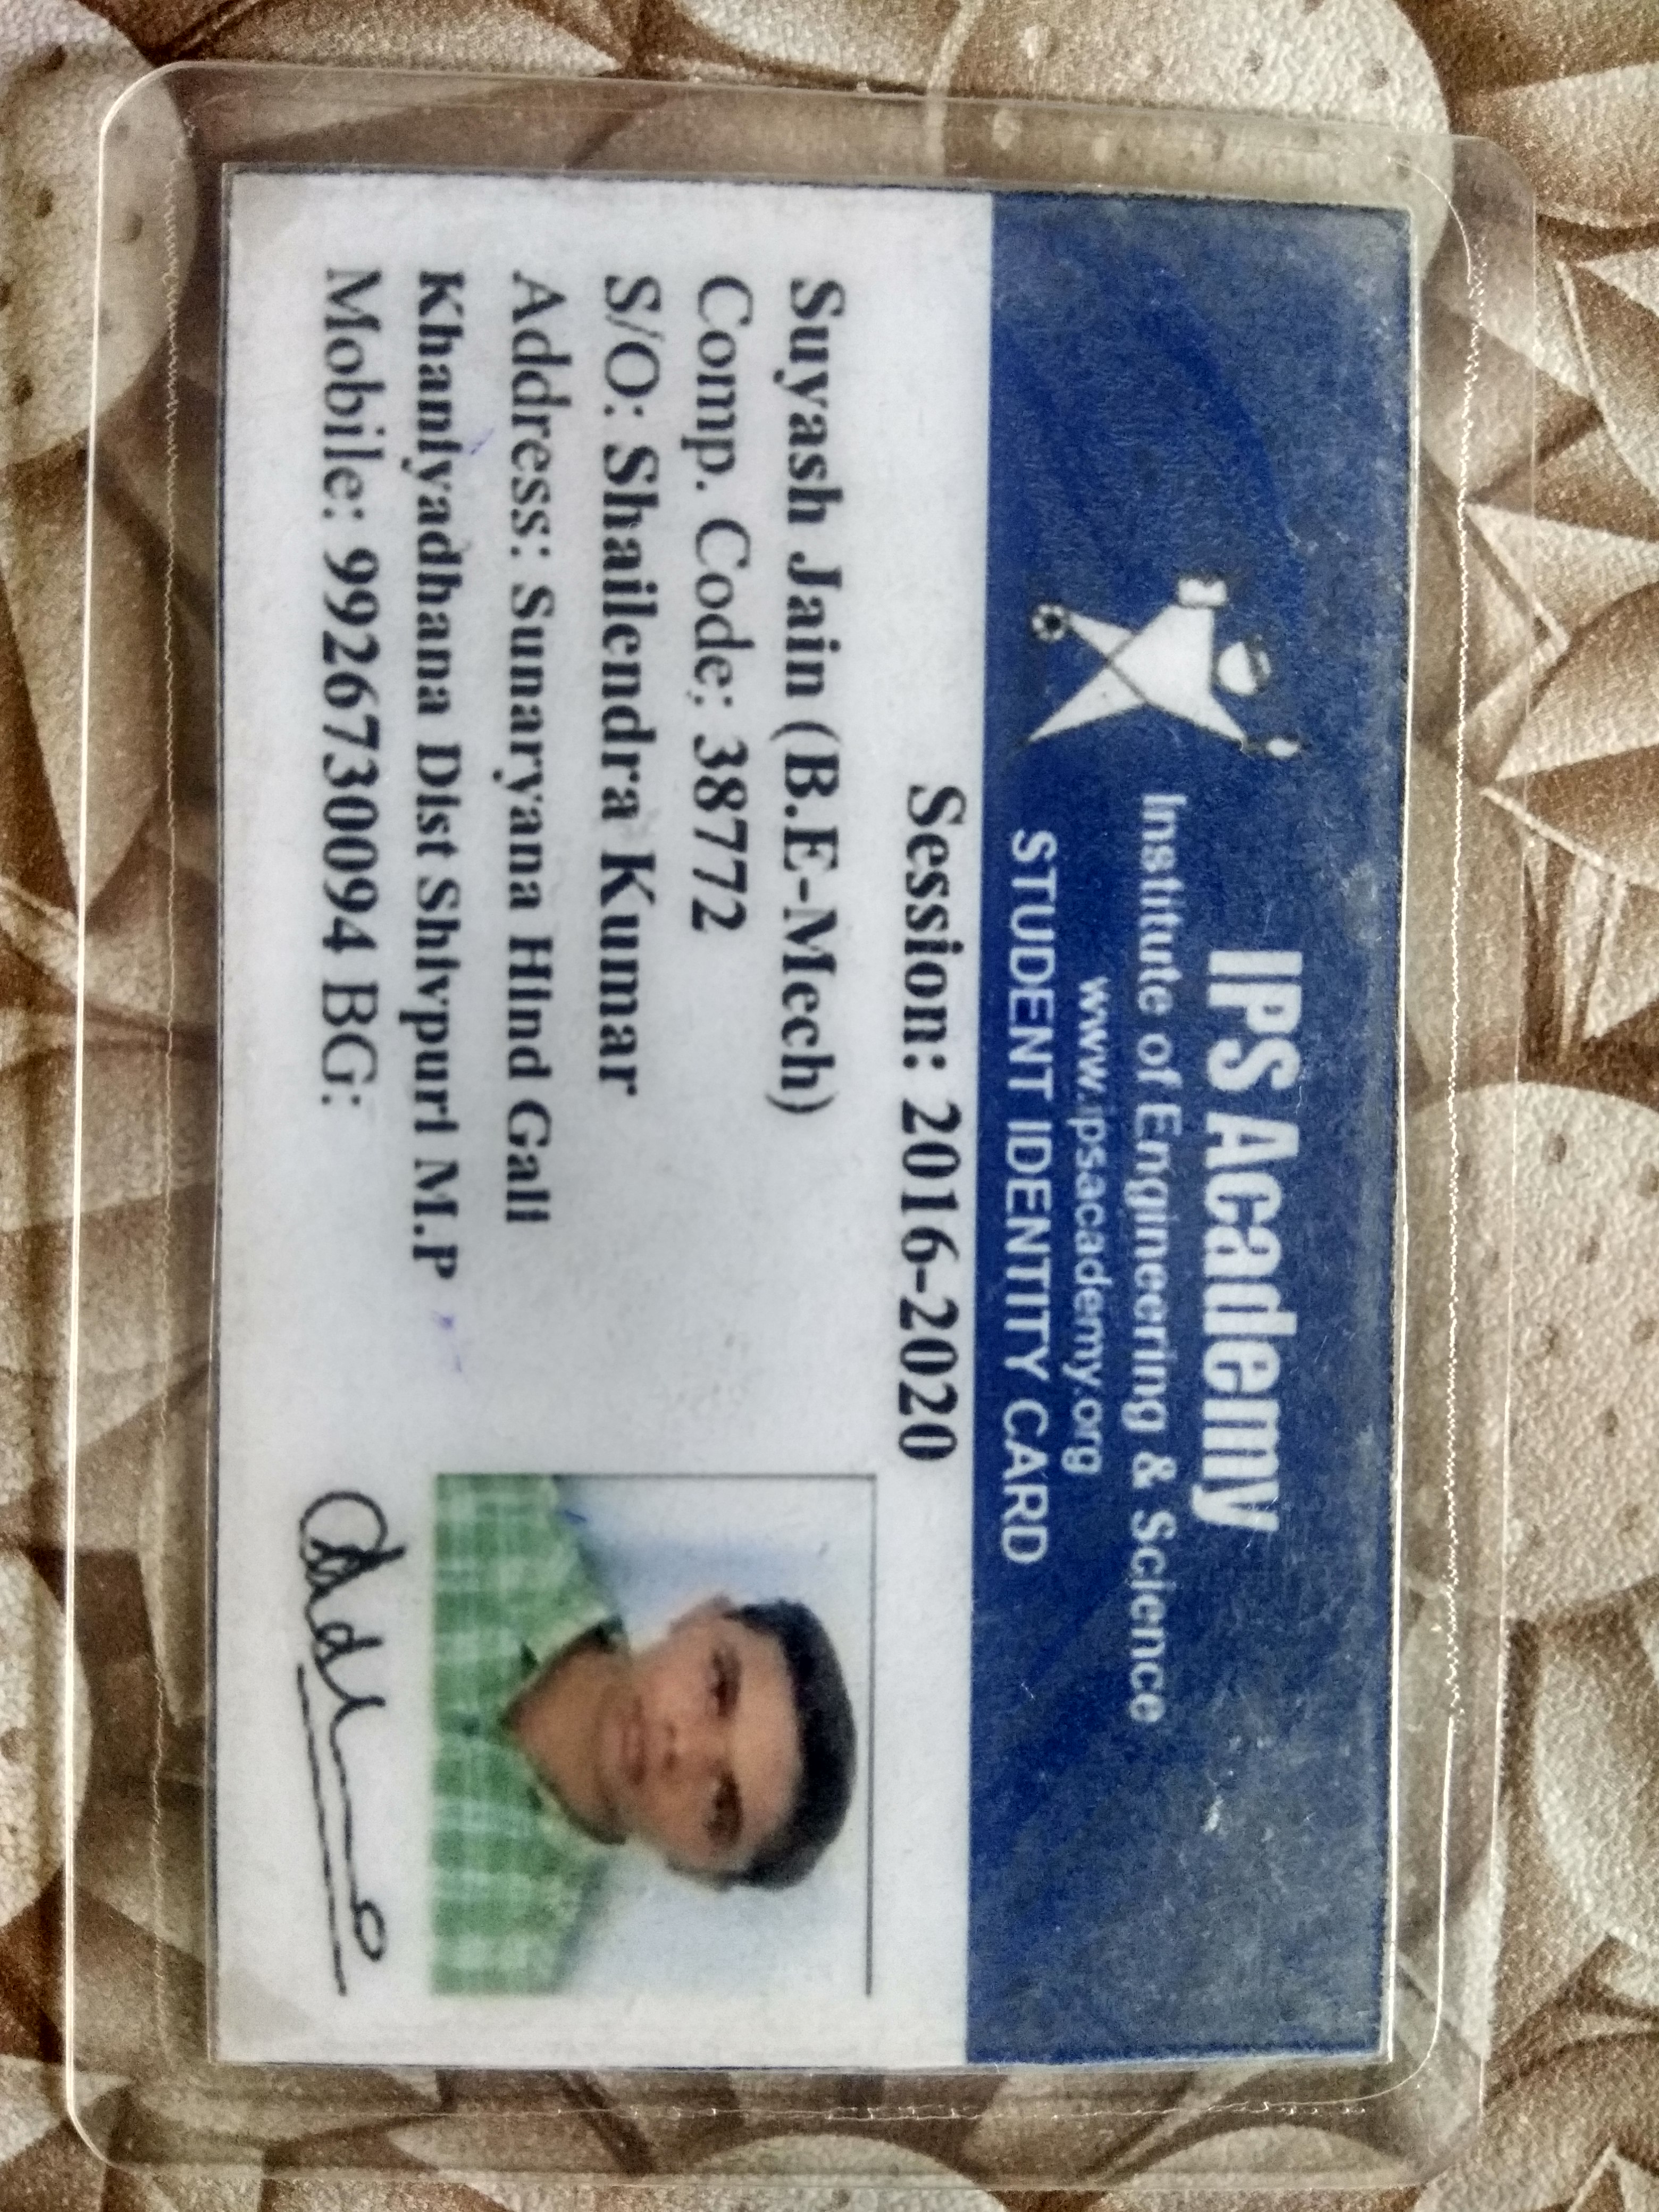 IPS Academy
Institute of Engineering & Science
www.ipsacademy.org
STUDENT IDENTITY CARD
Session: 2016-2020
Suyash Jain (B.E-Mech)
Comp. Code: 38772
S/O: Shailendra Kumar
Address: Sunaryana HInd GalI
KhanIyadhana DIst ShIvpurI M.P
Mobile: 9926730094 BG: